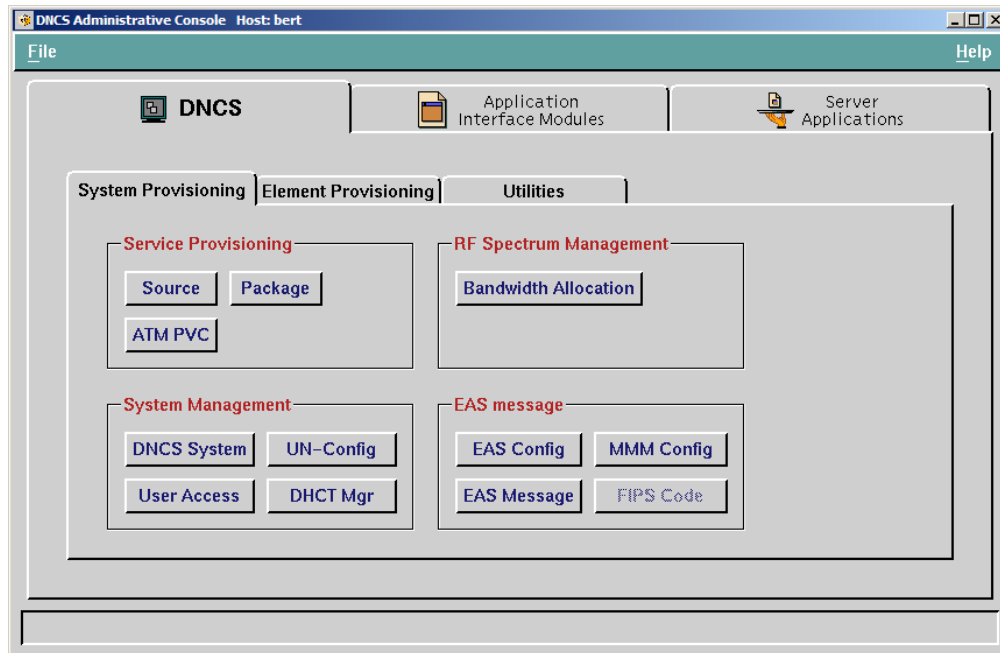 DNCS Administrative Console Host: bert
File Help
DNCS Application Interface Modules Server Applications
System Provisioning Element Provisioning Utilities
Service Provisioning RF Spectrum Management
Source Package Bandwidth Allocation
ATM PVC
System Management EAS message
DNCS System UN-Config EAS Config MMM Config
User Access DHCT Mgr EAS Message FIPS Code